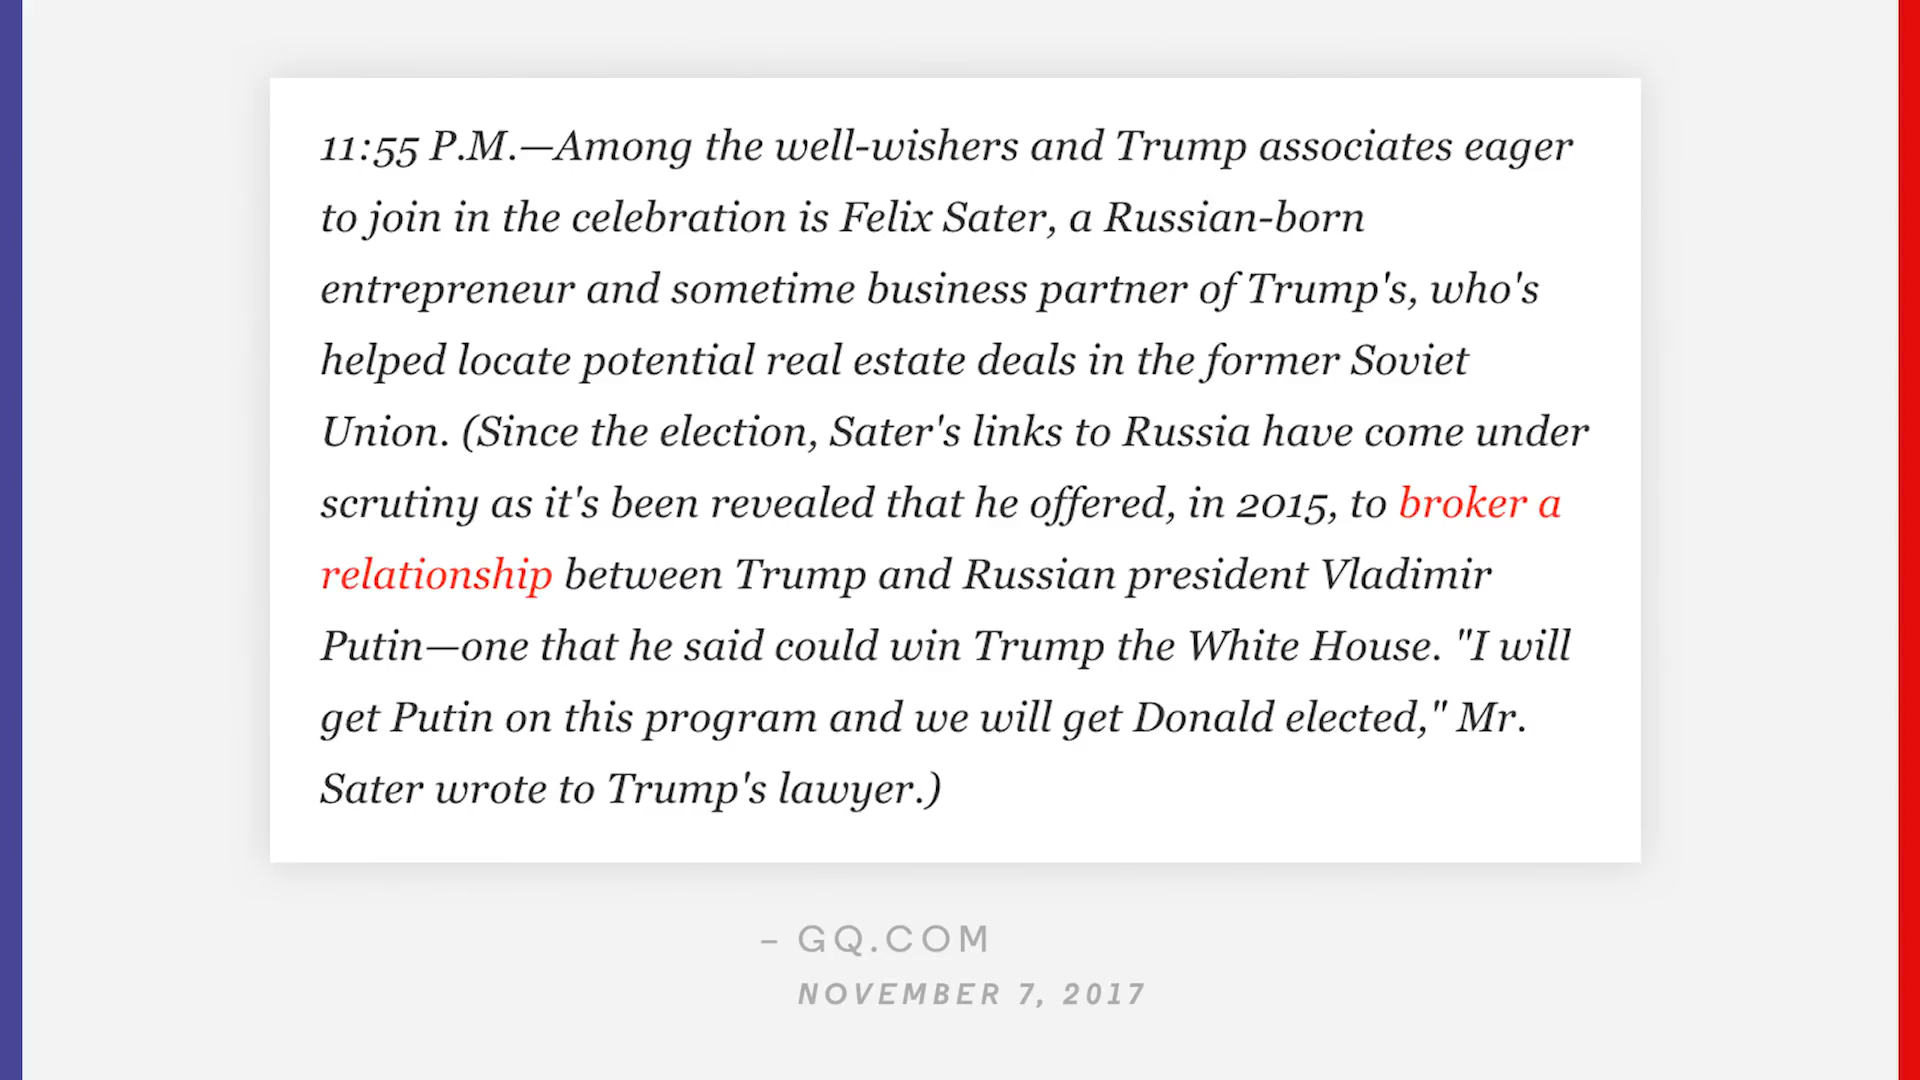 11:55 P.M.—Among the well-wishers and Trump associates eager
to join in the celebration is Felix Sater, a Russian-born
entrepreneur and sometime business partner of Trump's, who's
helped locate potential real estate deals in the former Soviet
Union. (Since the election, Sater's links to Russia have come under
scrutiny as it's been revealed that he offered, in 2015, to broker a
relationship between Trump and Russian president Vladimir
Putin—one that he said could win Trump the White House. "I will
get Putin on this program and we will get Donald elected," Mr.
Sater wrote to Trump's lawyer.)
– GQ.COM
NOVEMBER 7, 2017